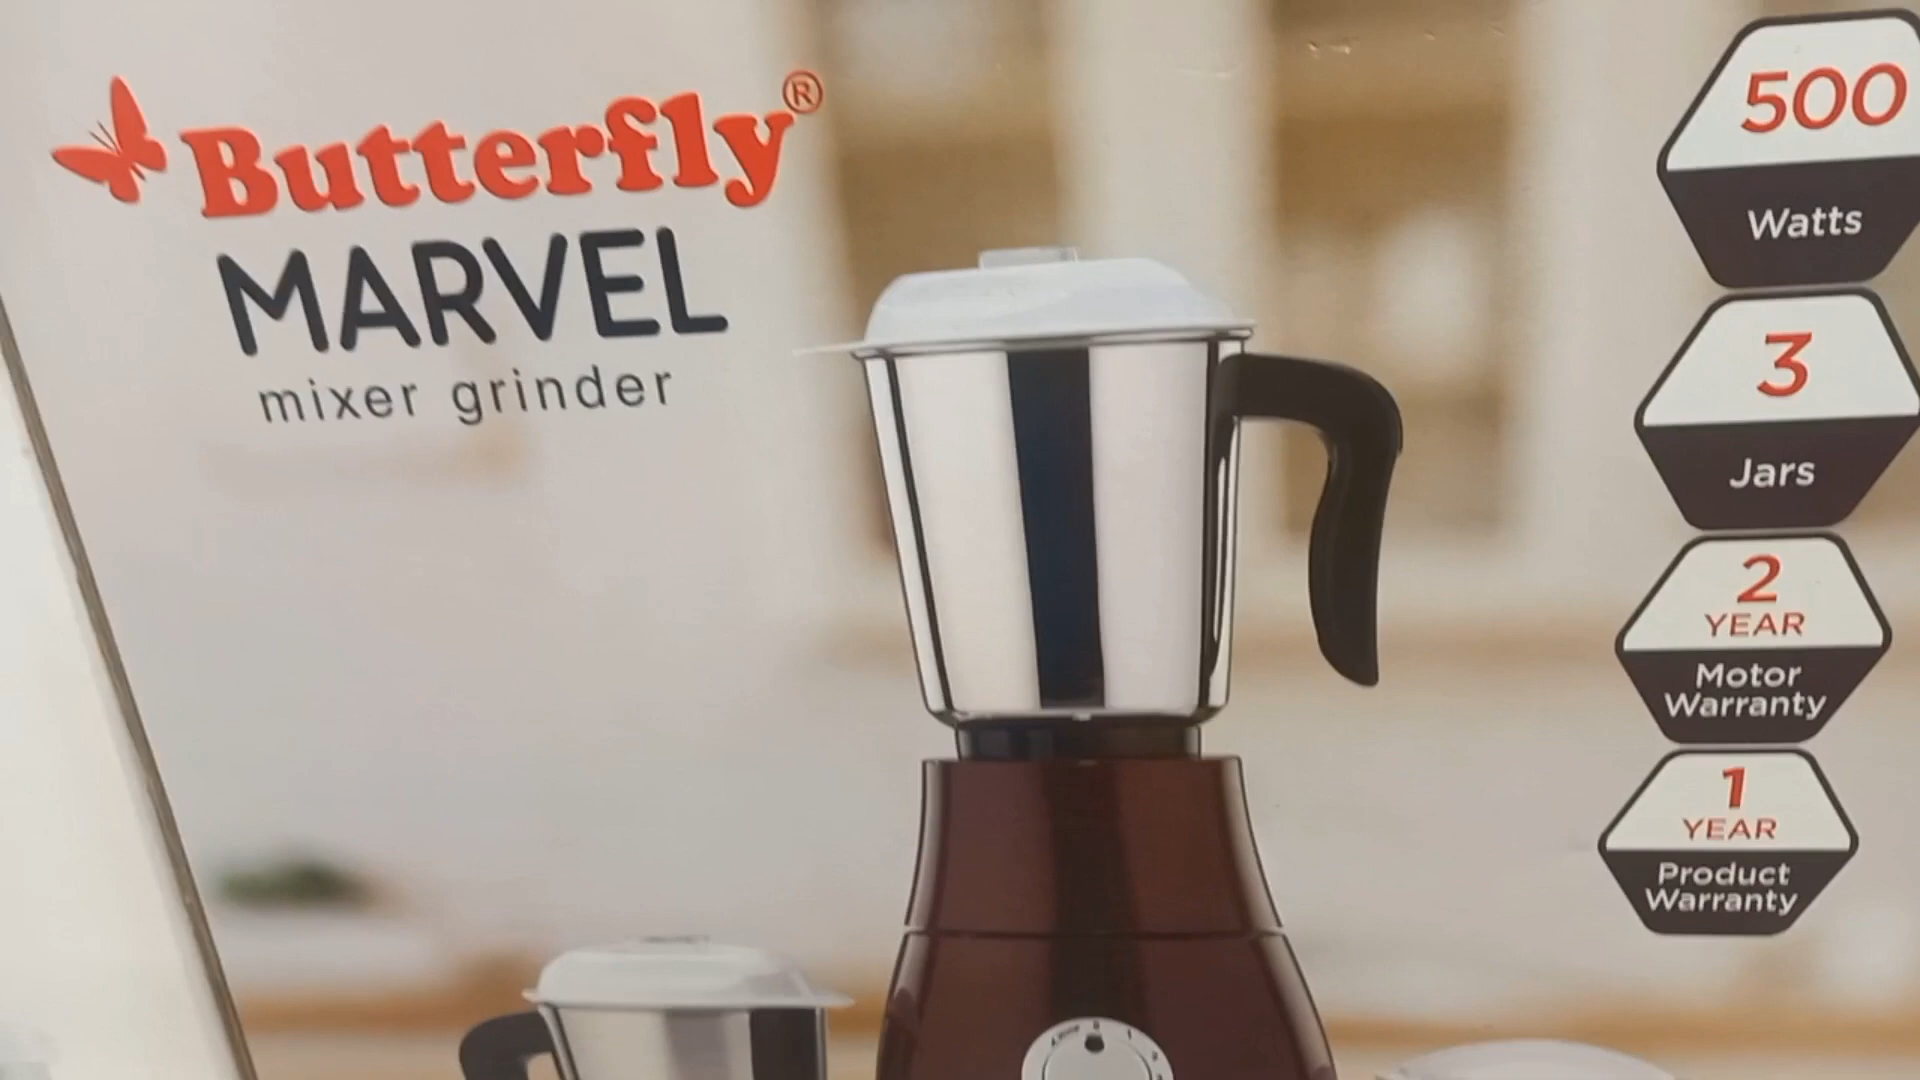 Butterfly®
MARVEL
mixer grinder
500
Watts
3
Jars
2
YEAR
Motor
Warranty
1
YEAR
Product
Warranty